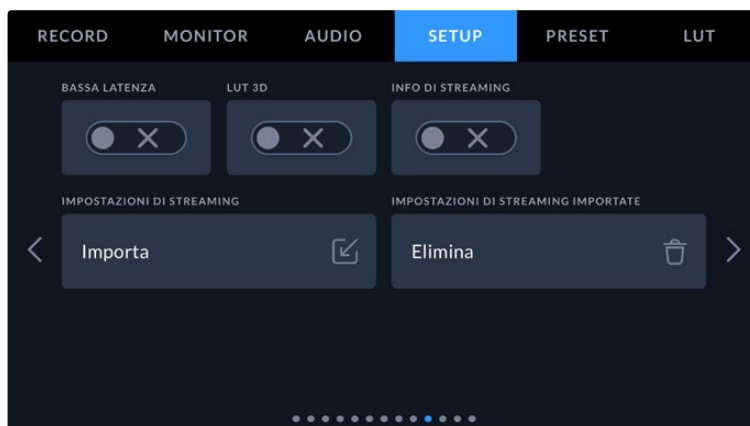 RECORD MONITOR AUDIO SETUP PRESET LUT
BASSA LATENZA LUT 3D INFO DI STREAMING
IMPOSTAZIONI DI STREAMING IMPOSTAZIONI DI STREAMING IMPORTATE
Importa Elimina